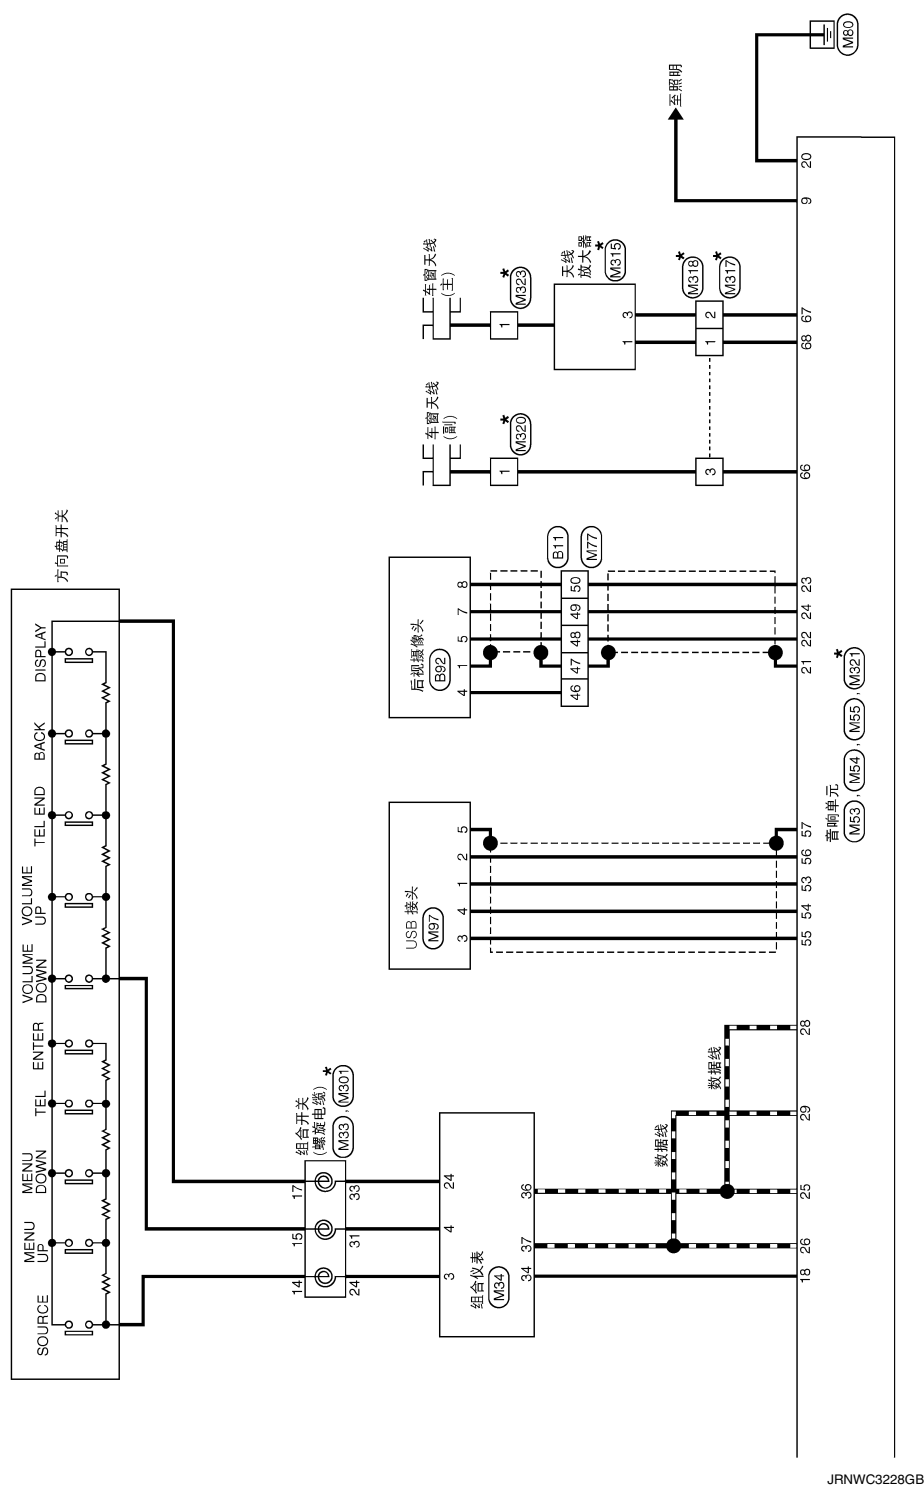 方向盘开关
SOURCE
MENU
UP
MENU
DOWN
TEL
ENTER
VOLUME
DOWN
VOLUME
UP
TEL END
BACK
DISPLAY
组合开关
(螺旋电缆)
M33 , M301 *
14
15
17
24
31
33
组合仪表
M34
3
4
24
34
37
36
数据线
数据线
USB 接头
M97
3
4
1
2
5
后视摄像头
B92
4
1
5
7
8
46
47
48
49
50
B11
M77
车窗天线
(副)
1
M320 *
3
车窗天线
(主)
1
M323 *
天线
放大器
M315 *
1
3
1
2
M318 *
M317 *
至照明
M80
18
26
25
29
28
55
54
53
56
57
21
22
24
23
66
68
67
9
20
音响单元
M53 , M54 , M55 , M321 *
JRNWC3228GB